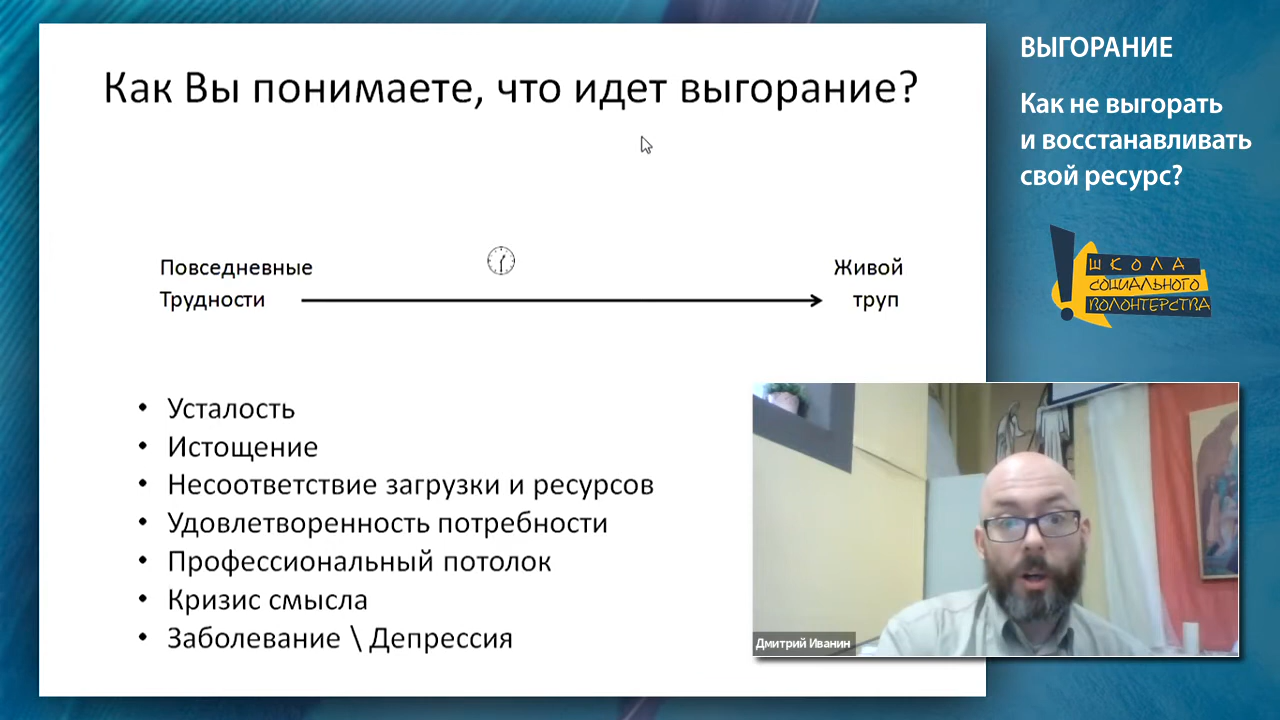 Как Вы понимаете, что идет выгорание?
Повседневные
Трудности
Живой
труп
• Усталость
• Истощение
• Несоответствие загрузки и ресурсов
• Удовлетворенность потребности
• Профессиональный потолок
• Кризис смысла
• Заболевание \ Депрессия
ВЫГОРАНИЕ
Как не выгорать
и восстанавливать
свой ресурс?
ШКОЛА
СОЦИАЛЬНОГО
ВОЛОНТЕРСТВА
Дмитрий Иванин